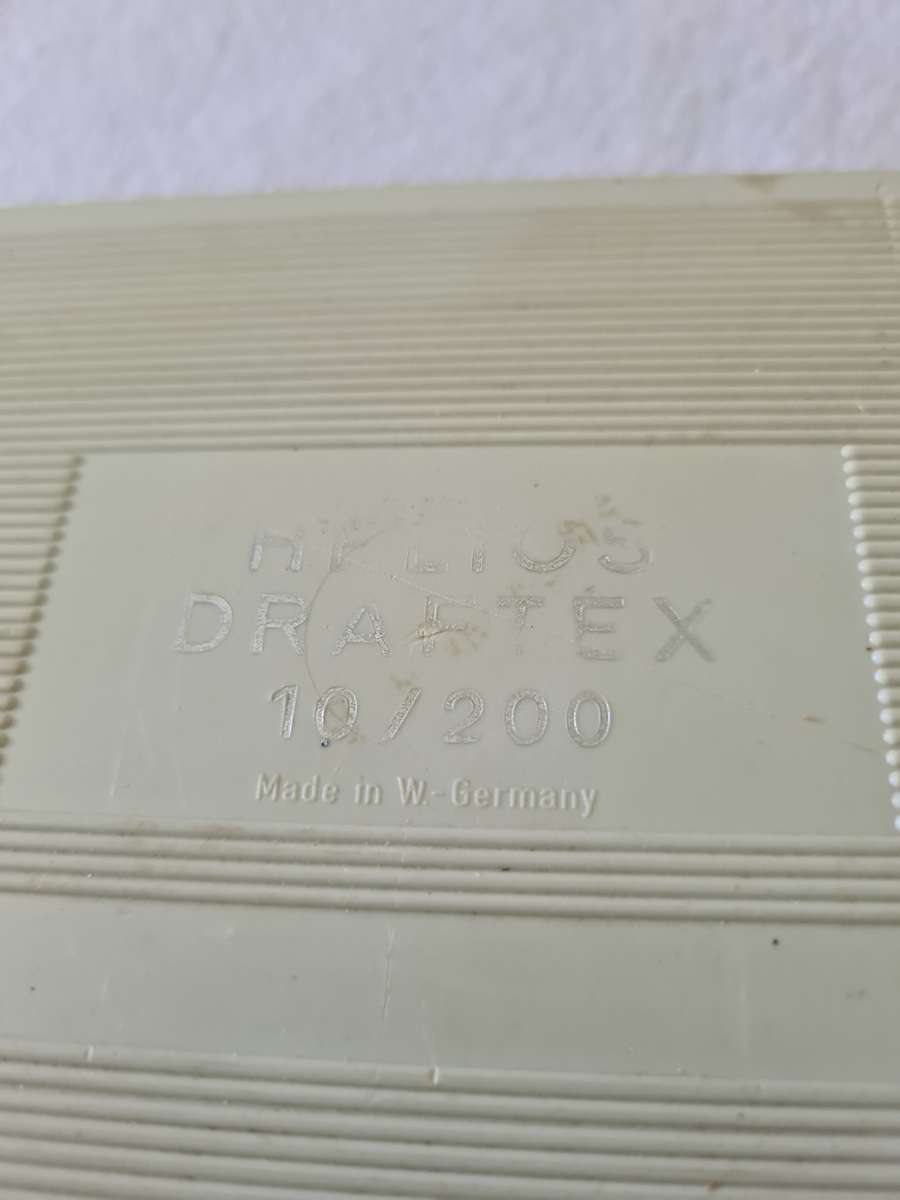 HELIOS
DRAFTEX
10/200
Made in W.-Germany